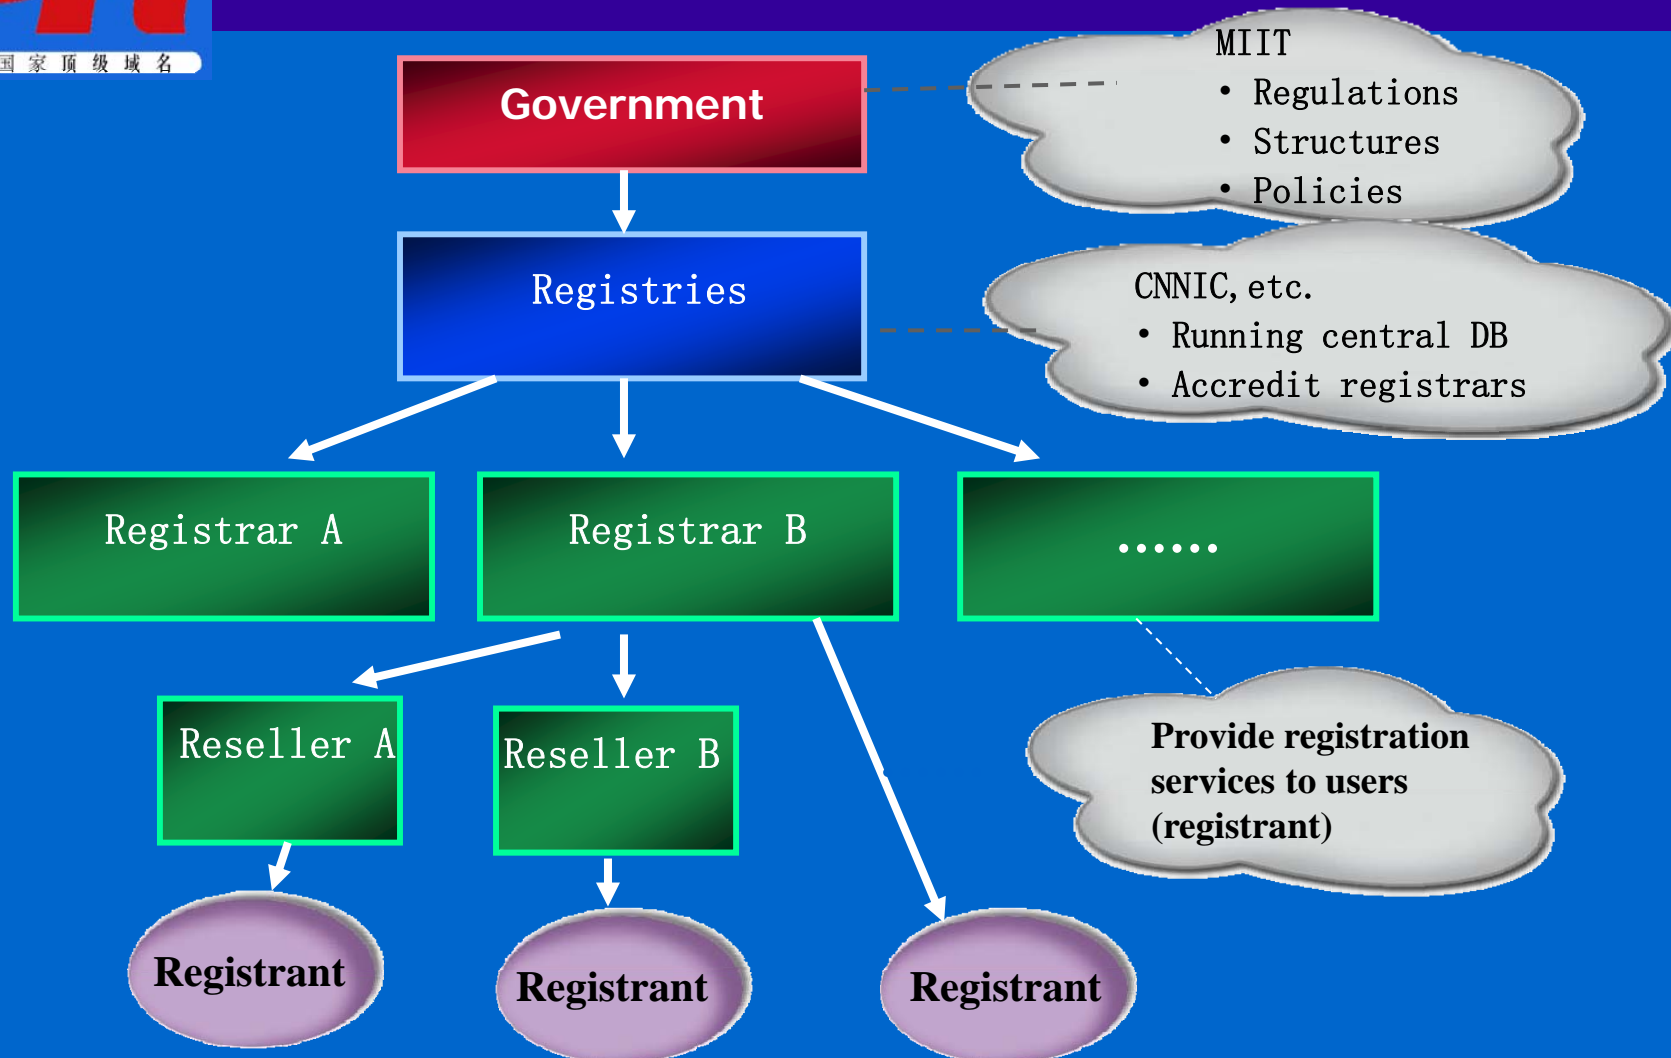 国家顶级域名
MIIT
Government
• Regulations
• Structures
• Policies
Registries
CNNIC, etc.
• Running central DB
• Accredit registrars
Registrar A
Registrar B
......
Reseller A
Reseller B
Provide registration
services to users
(registrant)
Registrant
Registrant
Registrant